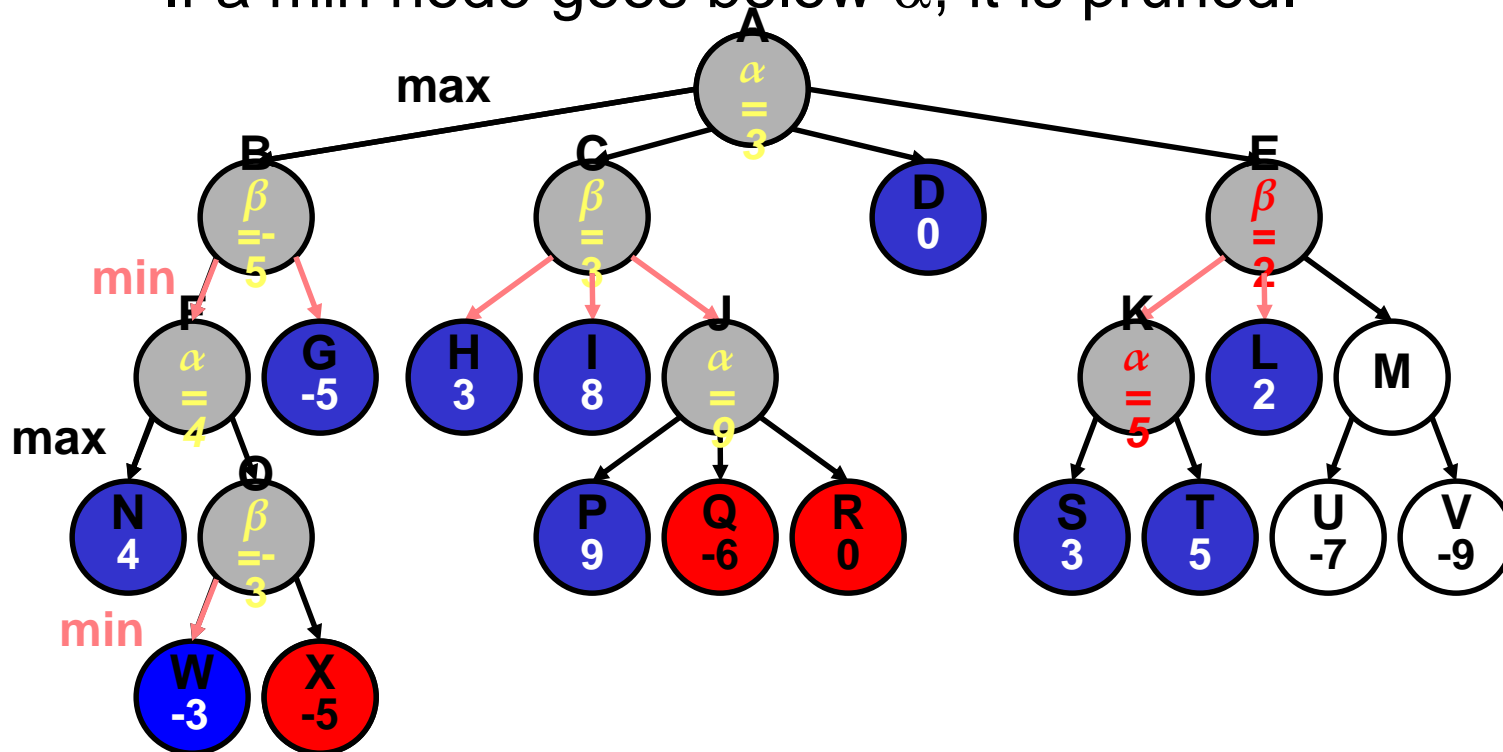 If a min node goes below α, it is pruned.
A
α
=
3
max
B
β
=-
5
C
β
=
3
D
0
E
β
=
2
min
F
α
=
4
G
-5
H
3
I
8
J
α
=
9
K
α
=
5
L
2
M
max
N
4
O
β
=-
3
P
9
Q
-6
R
0
S
3
T
5
U
-7
V
-9
min
W
-3
X
-5